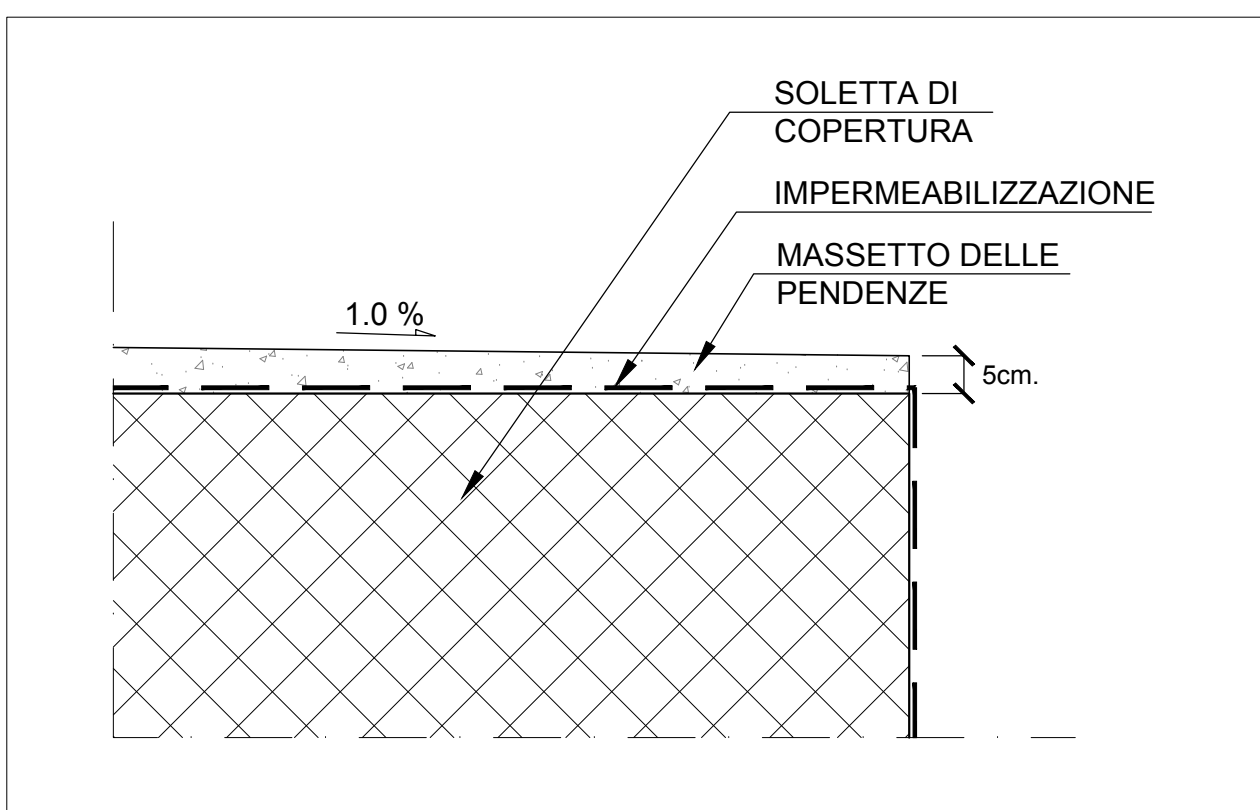 SOLETTA DI
COPERTURA
IMPERMEABILIZZAZIONE
MASSETTO DELLE
PENDENZE
1.0 %
5cm.